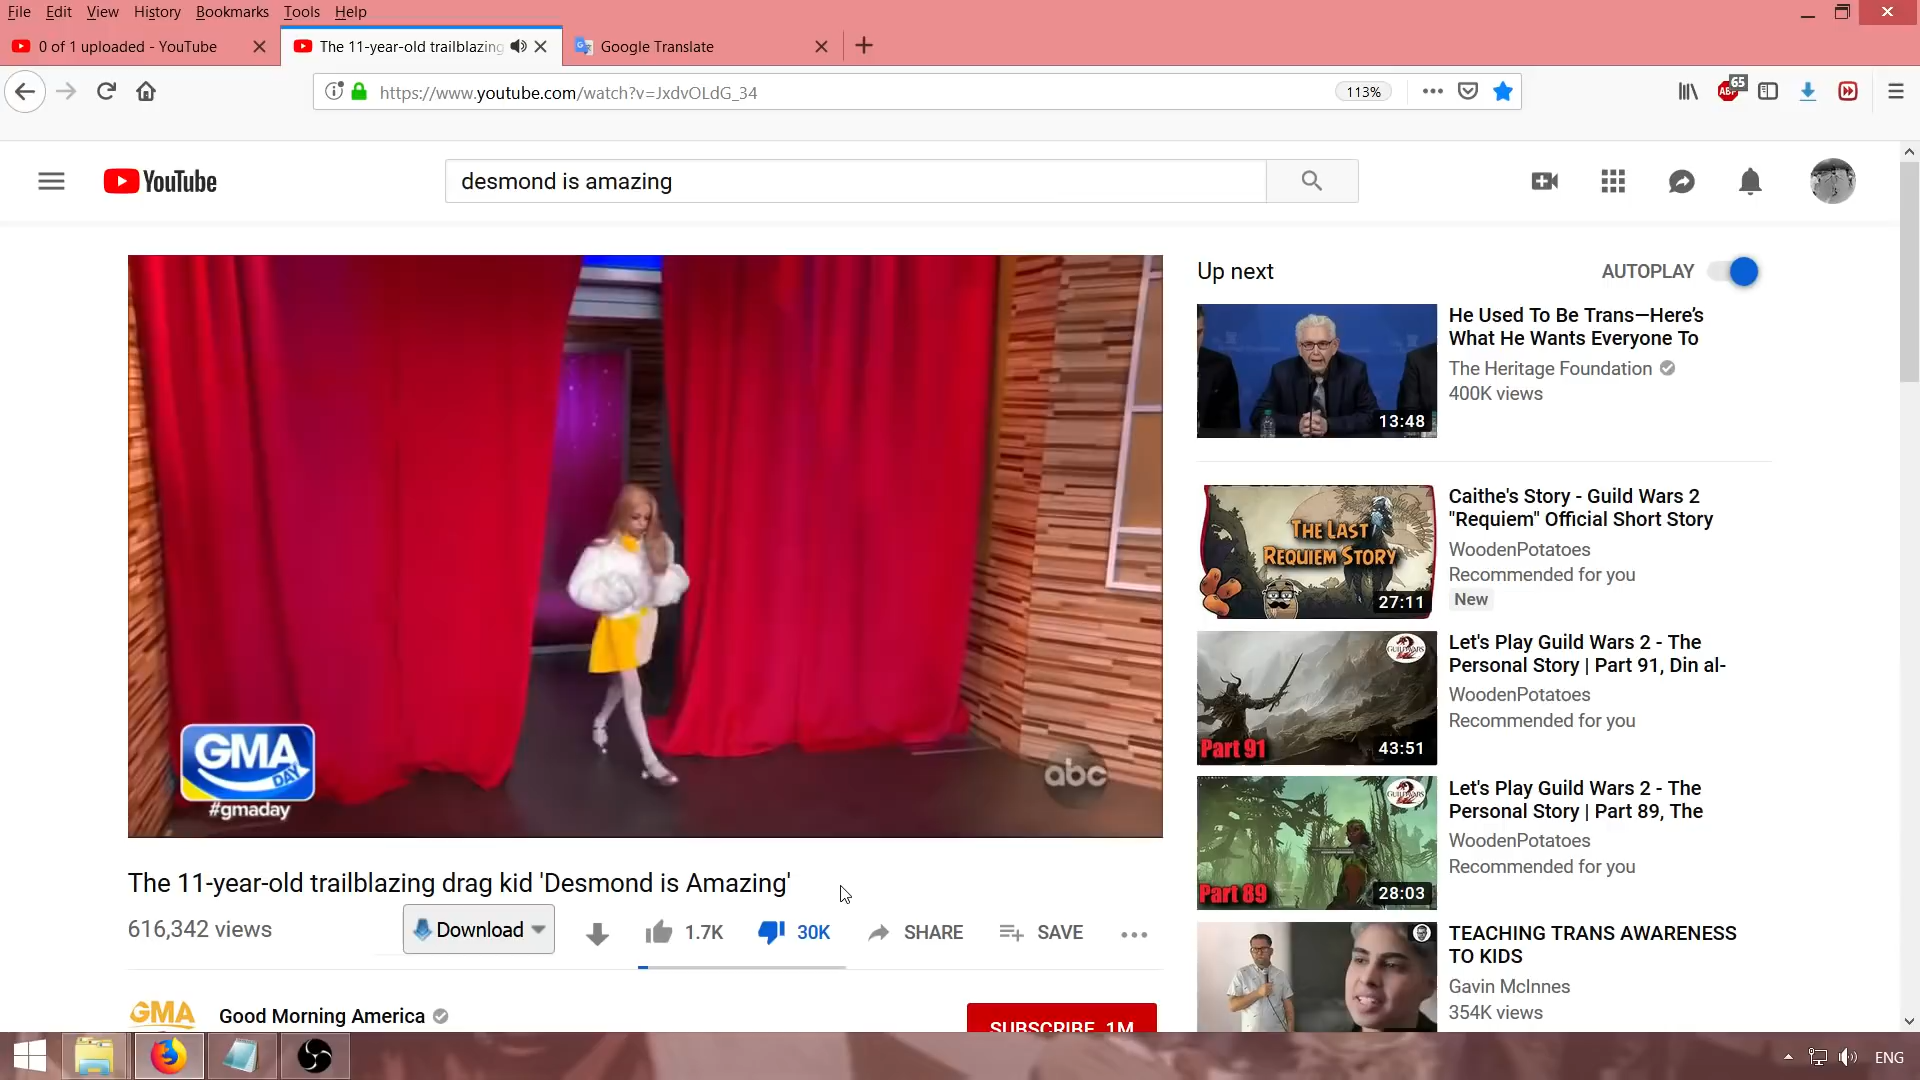 File Edit View History Bookmarks Tools Help
0 of 1 uploaded - YouTube
The 11-year-old trailblazing
Google Translate
https://www.youtube.com/watch?v=JxdvOLdG_34
113%
ABP
65
YouTube
desmond is amazing
GMA
DAY
#gmaday
abc
The 11-year-old trailblazing drag kid 'Desmond is Amazing'
616,342 views
Download
1.7K
30K
SHARE
SAVE
GMA
Good Morning America
SUBSCRIBE 1M
Up next
AUTOPLAY
13:48
He Used To Be Trans—Here's
What He Wants Everyone To
The Heritage Foundation
400K views
THE LAST
REQUIEM STORY
27:11
Caithe's Story - Guild Wars 2
"Requiem" Official Short Story
WoodenPotatoes
Recommended for you
New
GUILD WARS
Part 91
43:51
Let's Play Guild Wars 2 - The
Personal Story | Part 91, Din al-
WoodenPotatoes
Recommended for you
GUILD WARS
Part 89
28:03
Let's Play Guild Wars 2 - The
Personal Story | Part 89, The
WoodenPotatoes
Recommended for you
TEACHING TRANS AWARENESS
TO KIDS
Gavin McInnes
354K views
ENG